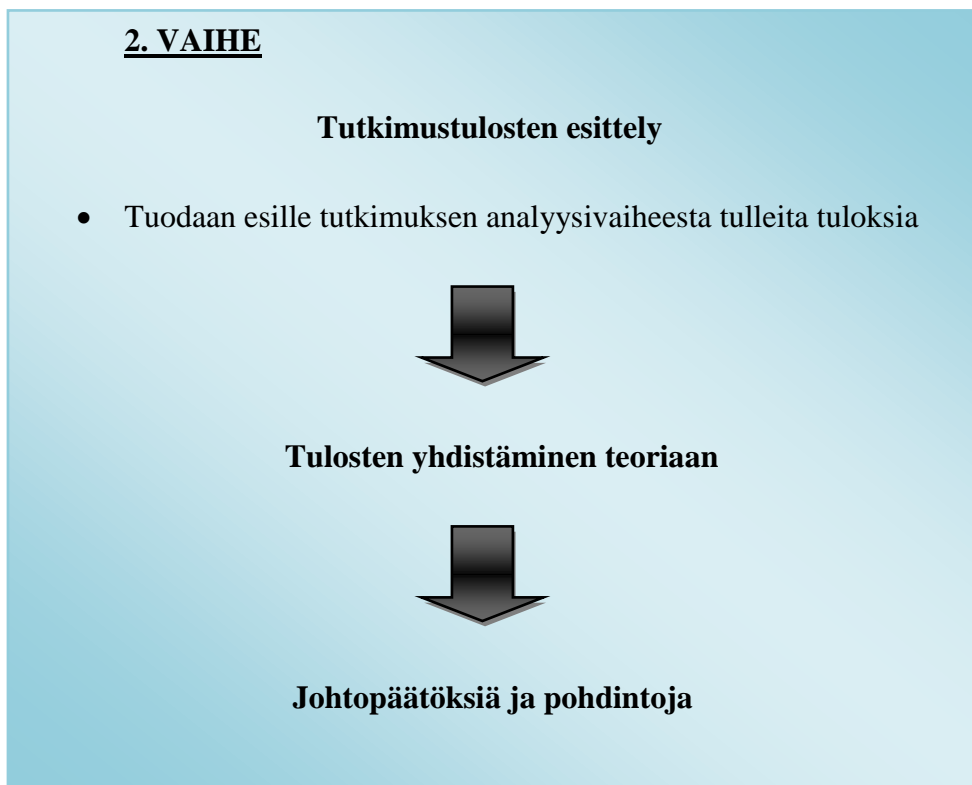 2. VAIHE
Tutkimustulosten esittely
• Tuodaan esille tutkimuksen analyysivaiheesta tulleita tuloksia
Tulosten yhdistäminen teoriaan
Johtopäätöksiä ja pohdintoja